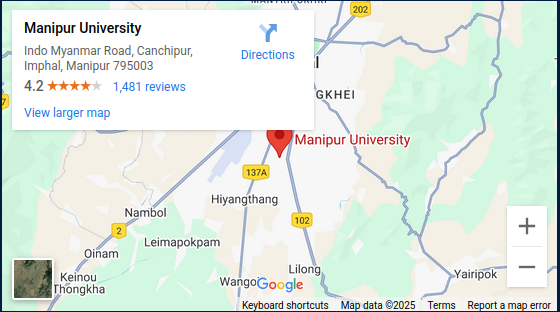 Manipur University
Indo Myanmar Road, Canchipur,
Imphal, Manipur 795003
4.2 1,481 reviews
View larger map
Directions
202
GKHEI
Manipur University
137A
Hiyangthang
Nambol
102
2
Leimapokpam
Oinam
Keinou
Thongkha
Wango
Lilong
Yairipok
Google
Keyboard shortcuts Map data ©2025 Terms Report a map error